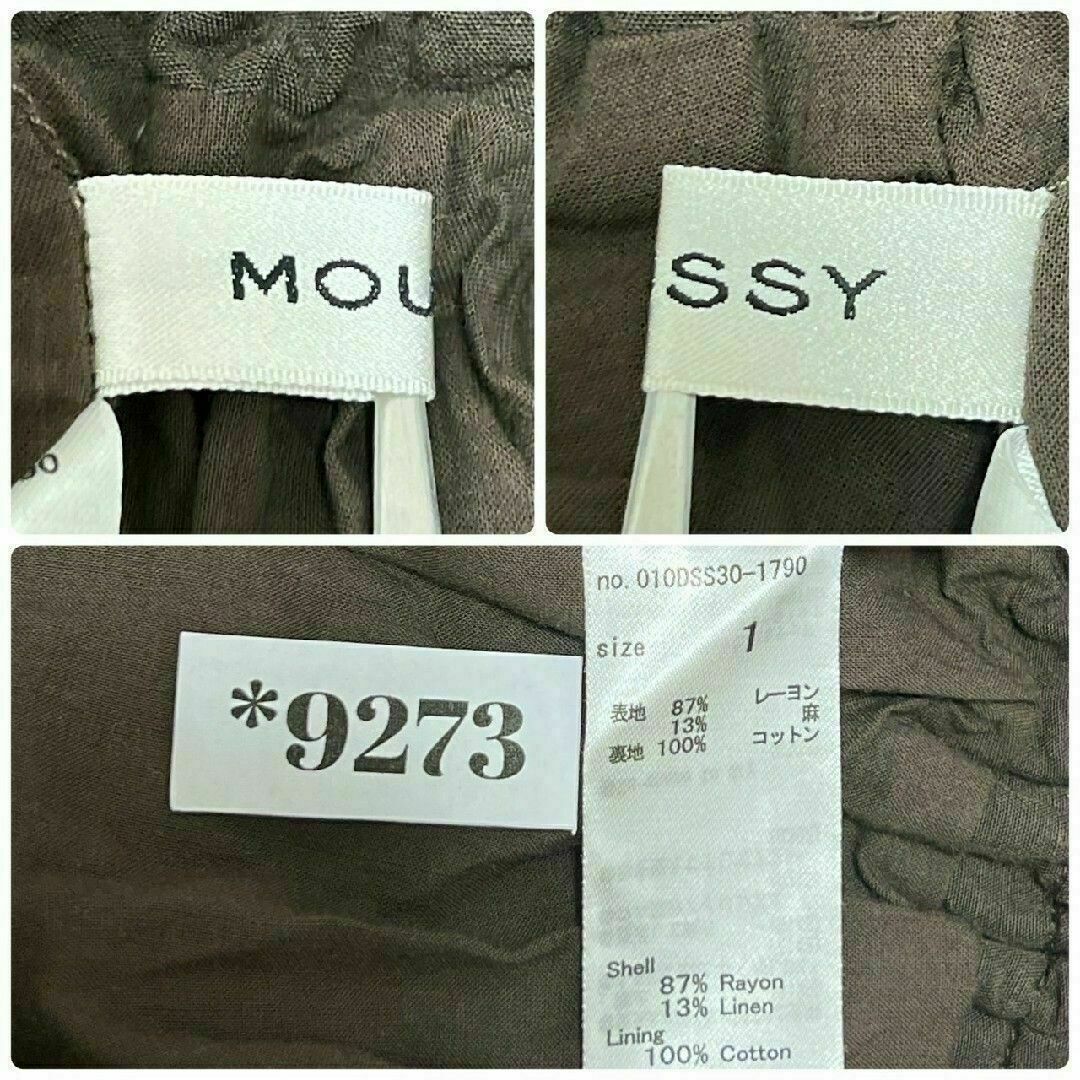 MOU
SSY
30
*9273
no. 010DSS30-1790
size 1
表地 87% レーヨン
13% 麻
裏地 100% コットン
Shell
87% Rayon
13% Linen
Lining
100% Cotton